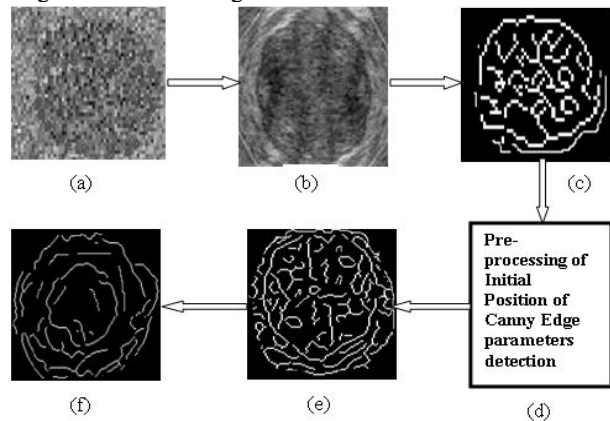 (a)
(b)
(c)
Pre-
processing of
Initial
Position of
Canny Edge
parameters
detection
(f)
(e)
(d)